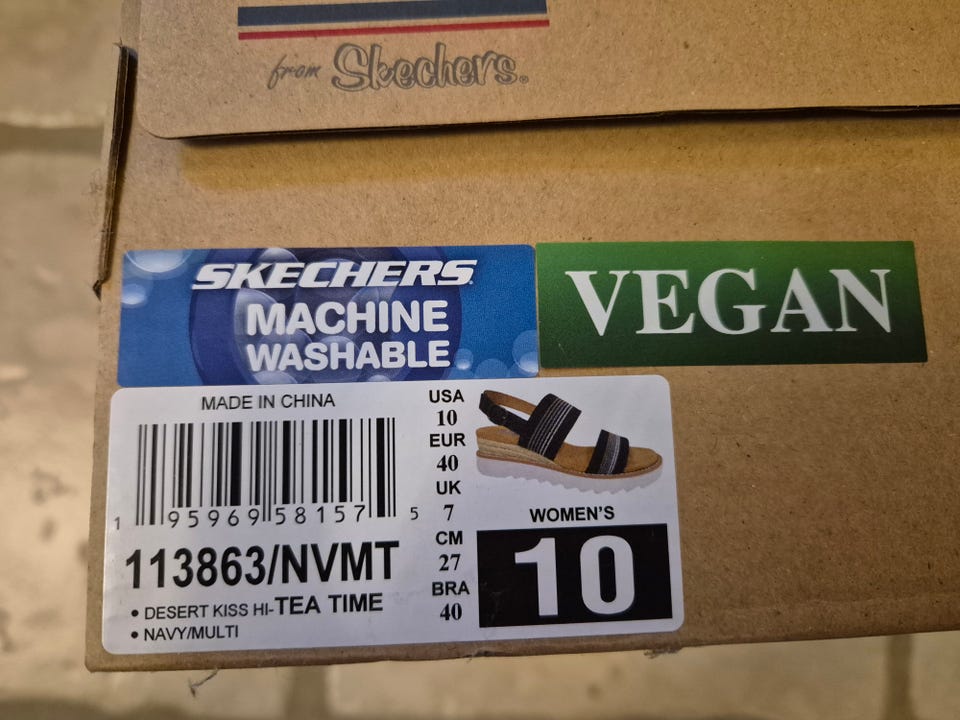 from Skechers®
SKECHERS
MACHINE
WASHABLE
VEGAN
MADE IN CHINA
1 95969 58157 5
113863/NVMT
• DESERT KISS HI-TEA TIME
• NAVY/MULTI
USA
10
EUR
40
UK
7
CM
27
BRA
40
WOMEN'S
10